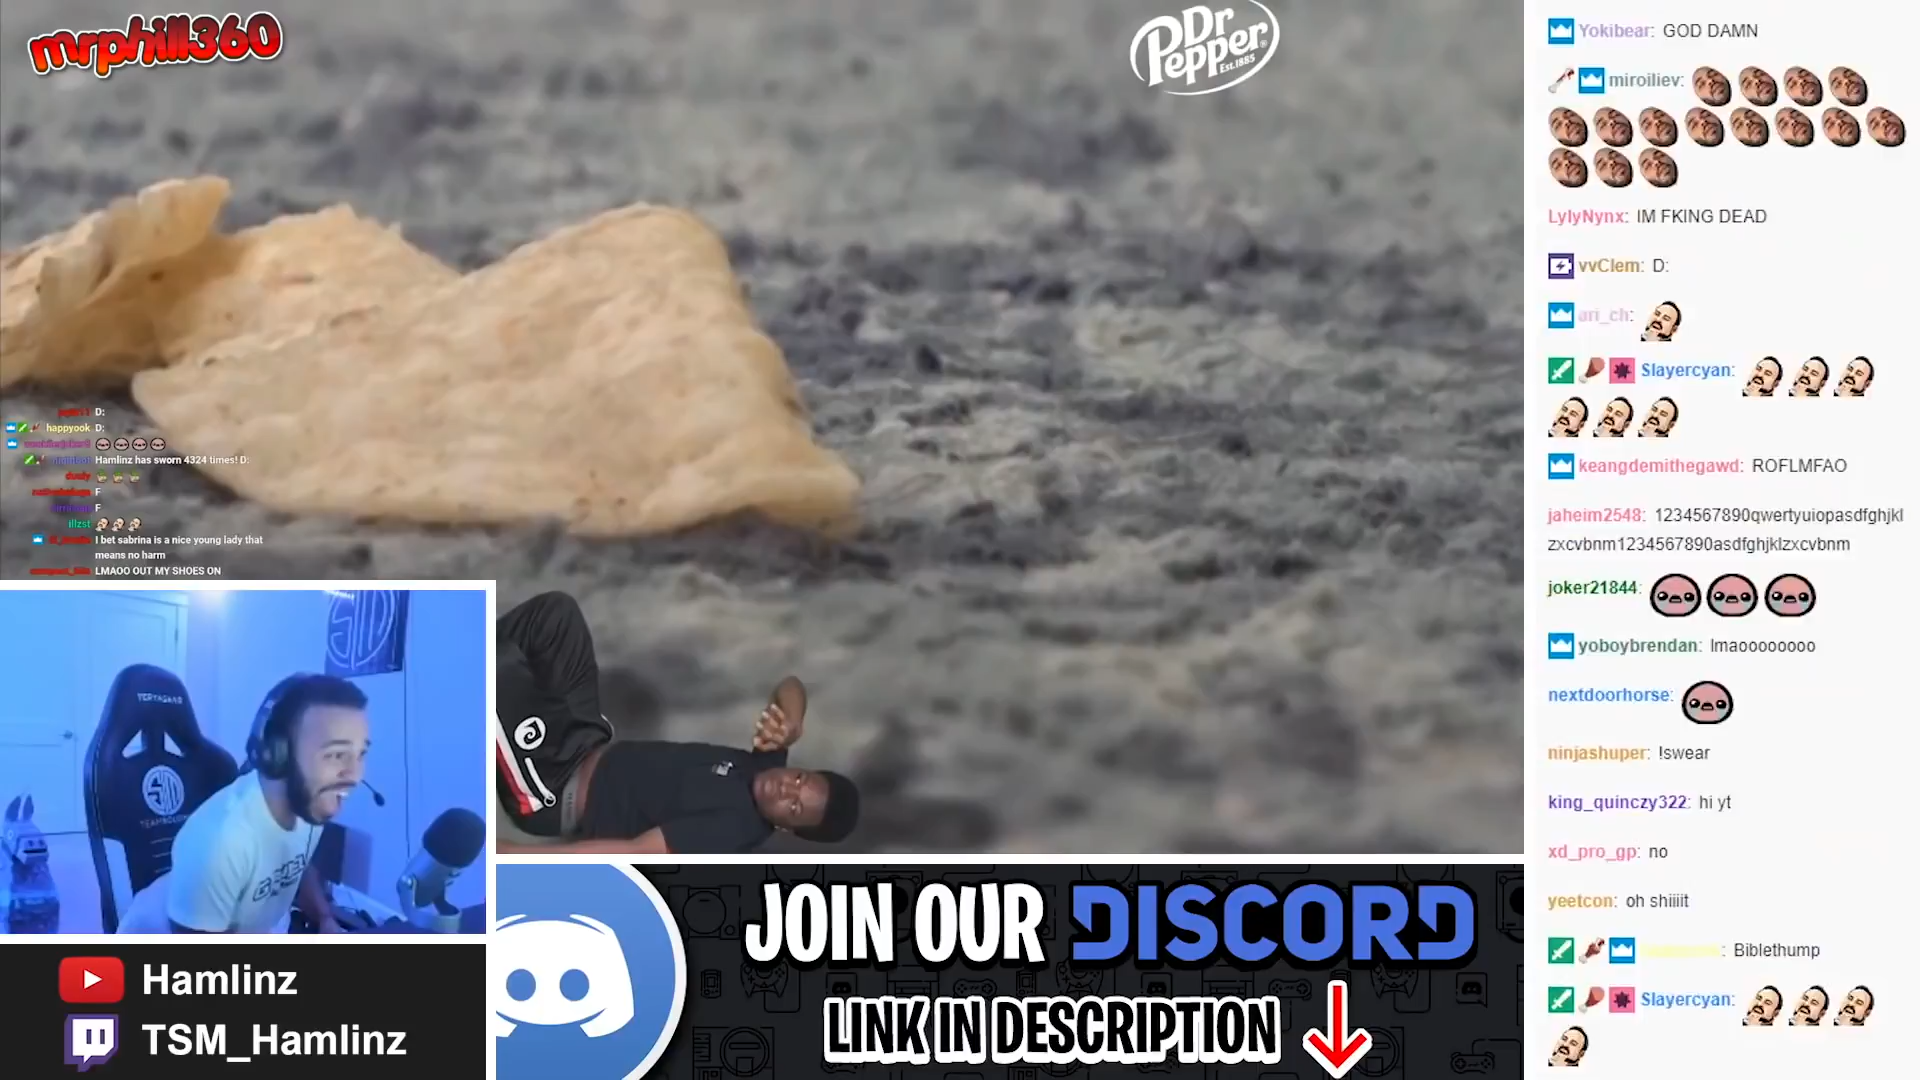 mrphill360
Dr
Pepper
Est.1885
D:
happyook D:
Hamlinz has sworn 4324 times! D:
F
F
illzst
I bet sabrina is a nice young lady that
means no harm
LMAOO OUT MY SHOES ON
TSM
Hamlinz
TSM_Hamlinz
JOIN OUR DISCORD
LINK IN DESCRIPTION
Yokibear: GOD DAMN
miroiliev:
LylyNynx: IM FKING DEAD
vvClem: D:
ari_ch:
Slayercyan:
keangdemithegawd: ROFLMFAO
jaheim2548: 1234567890qwertyuiopasdfghjkl
zxcvbnm1234567890asdfghjklzxcvbnm
joker21844:
yoboybrendan: lmaoooooooo
nextdoorhorse:
ninjashuper: !swear
king_quinczy322: hi yt
xd_pro_gp: no
yeetcon: oh shiiiit
: Biblethump
Slayercyan: